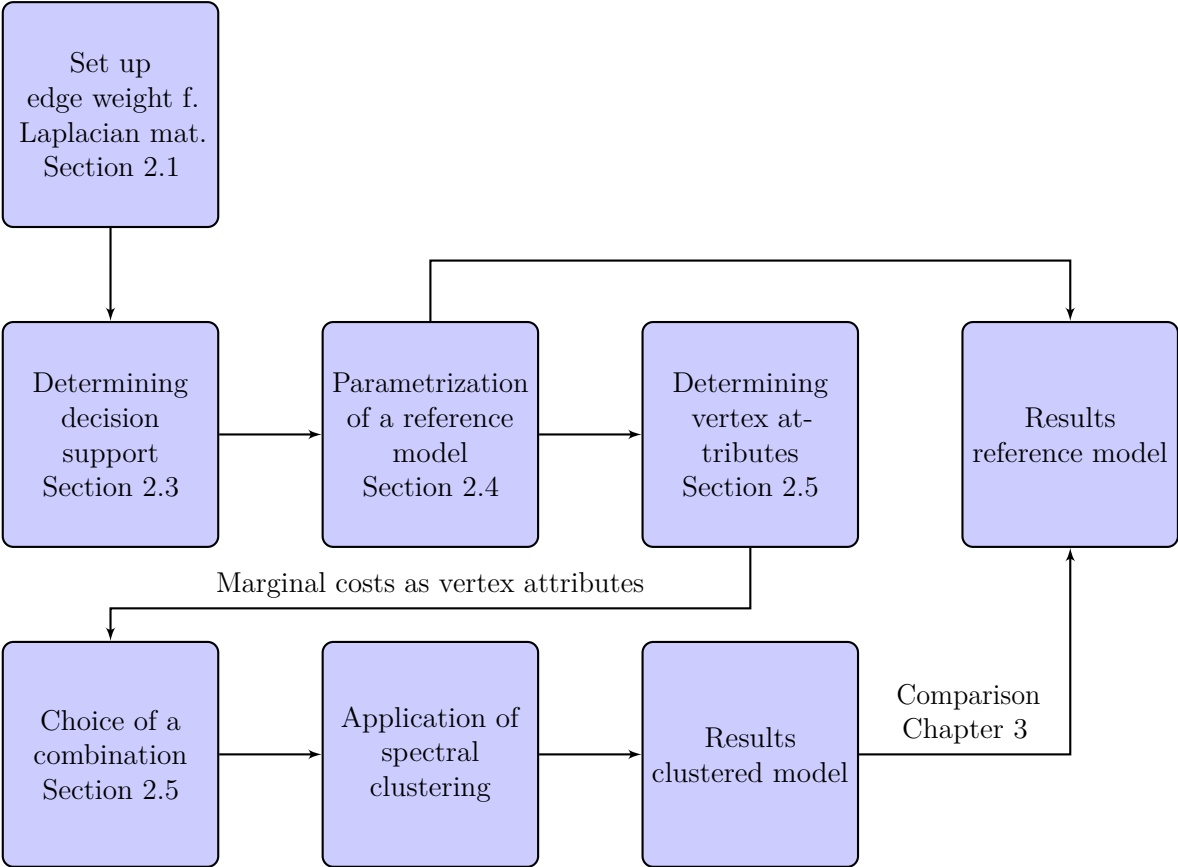 Set up
edge weight f.
Laplacian mat.
Section 2.1
Determining
decision
support
Section 2.3
Parametrization
of a reference
model
Section 2.4
Determining
vertex at-
tributes
Section 2.5
Results
reference model
Marginal costs as vertex attributes
Choice of a
combination
Section 2.5
Application of
spectral
clustering
Results
clustered model
Comparison
Chapter 3